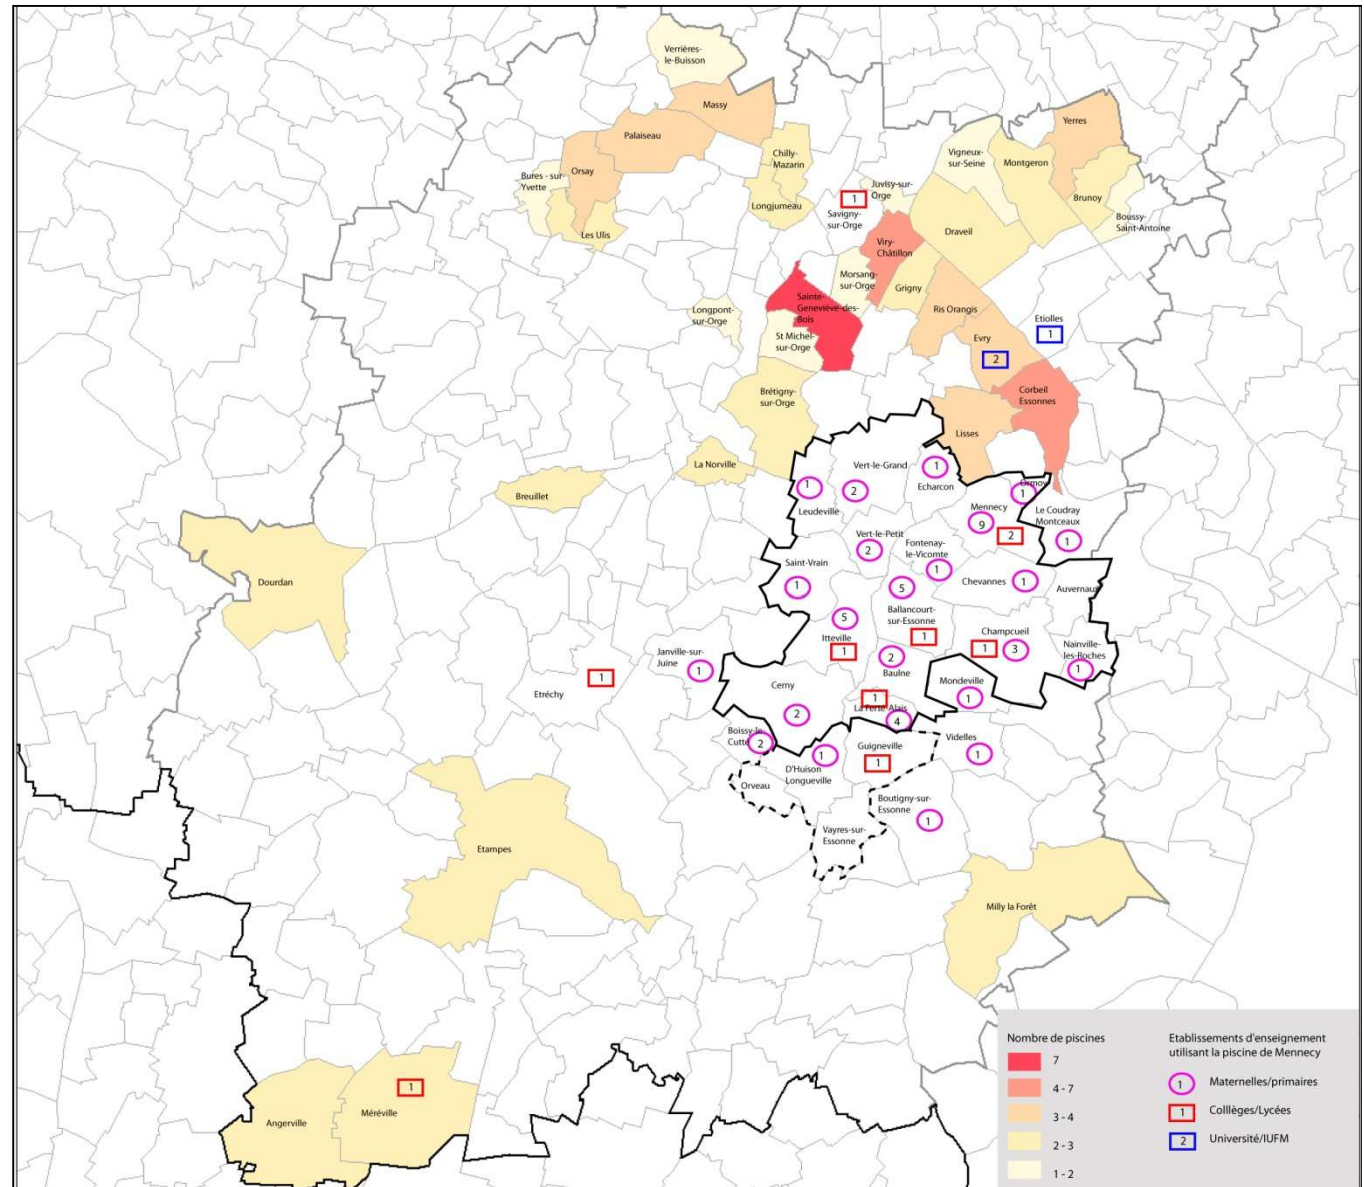 Verrières-
le-Buisson
Massy
Palaiseau
Orsay
Bures - sur-
Yvette
Les Ulis
Chilly-
Mazarin
Longjumeau
Juvisy-sur-
Orge
1
Savigny-
sur-Orge
Vigneux-
sur-Seine
Montgeron
Yerres
Brunoy
Boussy-
Saint-Antoine
Draveil
Viry-
Châtillon
Morsang-
sur-Orge
Grigny
Ris Orangis
Sainte-
Geneviève-des-
Bois
Longpont-
sur-Orge
St Michel-
sur-Orge
Etiolles
1
Evry
2
Brétigny-
sur-Orge
Corbeil
Essonnes
Lisses
La Norville
Breuillet
Vert-le-Grand
2
1
Echarcon
1
Leudeville
Ormoy
1
Mennecy
9
2
Le Coudray
Montceaux
1
Vert-le-Petit
2
Fontenay-
le-Vicomte
1
Saint-Vrain
1
Chevannes
1
Auvernaux
5
Ballancourt-
sur-Essonne
1
5
Itteville
1
Champcueil
1
3
Nainville-
les-Roches
1
Dourdan
Janville-sur-
Juine
1
2
Baulne
1
Etréchy
Cerny
2
Mondeville
1
1
La Ferté-Alais
4
Boissy-le-
Cutté
2
D'Huison
Longueville
1
Guigneville
1
Videlles
1
Orveau
Boutigny-sur-
Essonne
1
Vayres-sur-
Essonne
Etampes
Milly la Forêt
Angerville
Méréville
1
Nombre de piscines
7
4 - 7
3 - 4
2 - 3
1 - 2
Etablissements d'enseignement
utilisant la piscine de Mennecy
1 Maternelles/primaires
1 Colllèges/Lycées
2 Université/IUFM